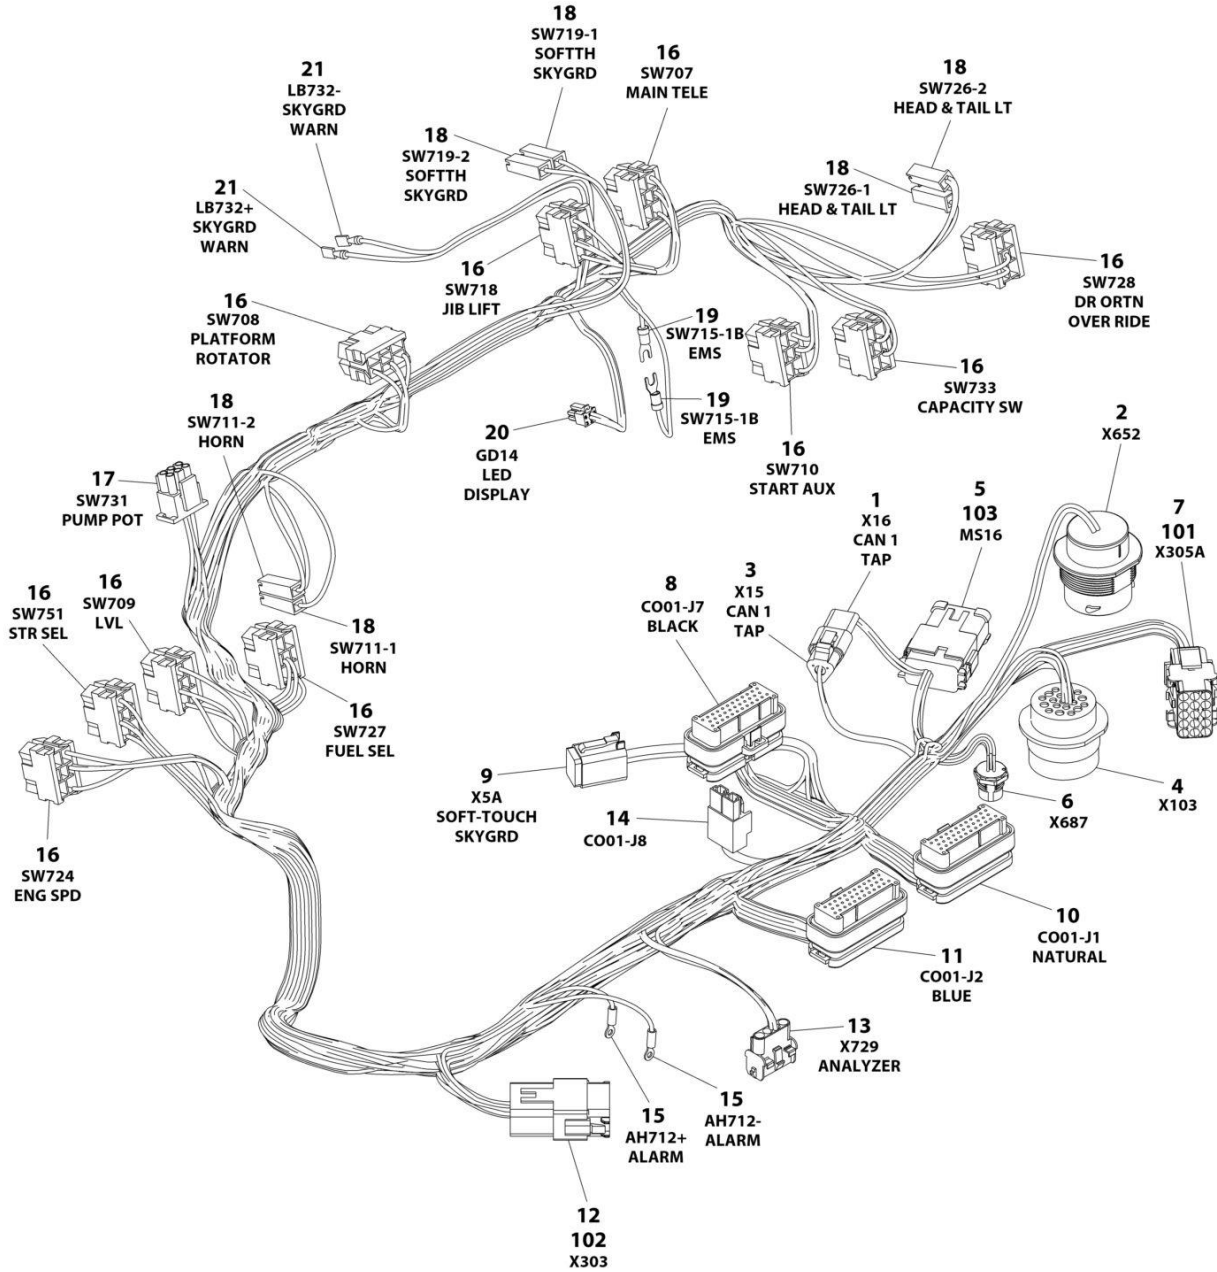 18
SW719-1
SOFTTH
SKYGRD
16
SW707
MAIN TELE
18
SW726-2
HEAD & TAIL LT
21
LB732-
SKYGRD
WARN
18
SW719-2
SOFTTH
SKYGRD
18
SW726-1
HEAD & TAIL LT
21
LB732+
SKYGRD
WARN
16
SW718
JIB LIFT
16
SW728
DR ORTN
OVER RIDE
16
SW708
PLATFORM
ROTATOR
19
SW715-1B
EMS
16
SW733
CAPACITY SW
18
SW711-2
HORN
19
SW715-1B
EMS
2
X652
20
GD14
LED
DISPLAY
16
SW710
START AUX
17
SW731
PUMP POT
1
X16
CAN 1
TAP
5
103
MS16
7
101
X305A
16
SW751
STR SEL
16
SW709
LVL
8
CO01-J7
BLACK
3
X15
CAN 1
TAP
18
SW711-1
HORN
16
SW727
FUEL SEL
9
X5A
SOFT-TOUCH
SKYGRD
14
CO01-J8
6
X687
4
X103
16
SW724
ENG SPD
10
CO01-J1
NATURAL
11
CO01-J2
BLUE
13
X729
ANALYZER
15
AH712+
ALARM
15
AH712-
ALARM
12
102
X303